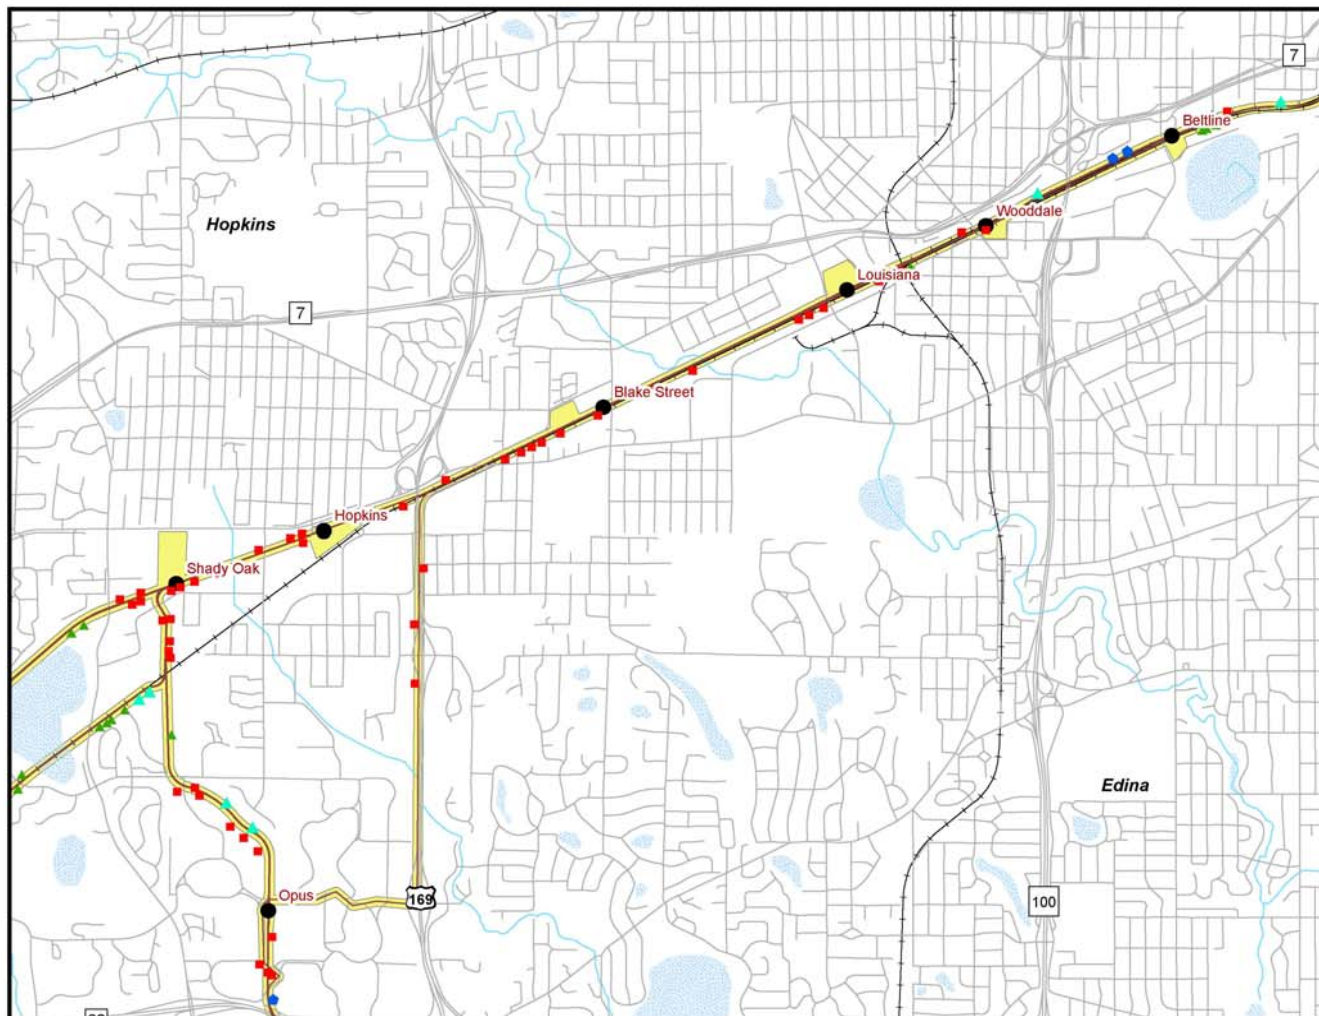 7
Beltline
Wooddale
Hopkins
Louisiana
7
Blake Street
Hopkins
Shady Oak
Edina
Opus
169
100